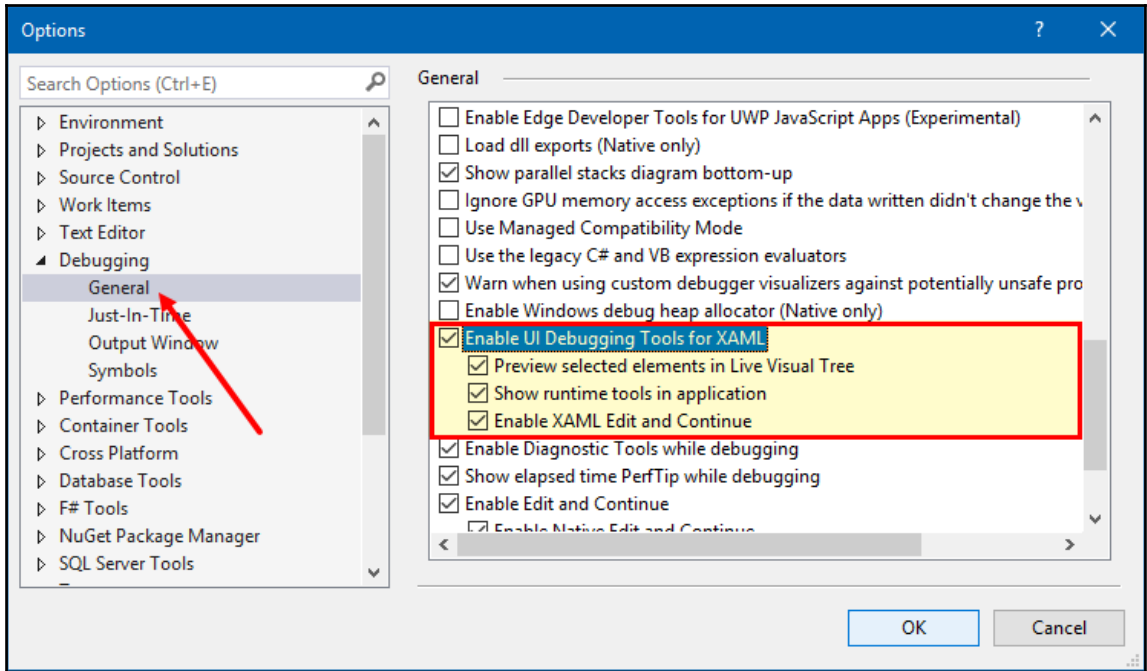 Options
?
Search Options (Ctrl+E)
Environment
Projects and Solutions
Source Control
Work Items
Text Editor
Debugging
General
Just-In-Time
Output Window
Symbols
Performance Tools
Container Tools
Cross Platform
Database Tools
F# Tools
NuGet Package Manager
SQL Server Tools
General
Enable Edge Developer Tools for UWP JavaScript Apps (Experimental)
Load dll exports (Native only)
Show parallel stacks diagram bottom-up
Ignore GPU memory access exceptions if the data written didn't change the v
Use Managed Compatibility Mode
Use the legacy C# and VB expression evaluators
Warn when using custom debugger visualizers against potentially unsafe pro
Enable Windows debug heap allocator (Native only)
Enable UI Debugging Tools for XAML
Preview selected elements in Live Visual Tree
Show runtime tools in application
Enable XAML Edit and Continue
Enable Diagnostic Tools while debugging
Show elapsed time PerfTip while debugging
Enable Edit and Continue
Enable Native Edit and Continue
OK
Cancel